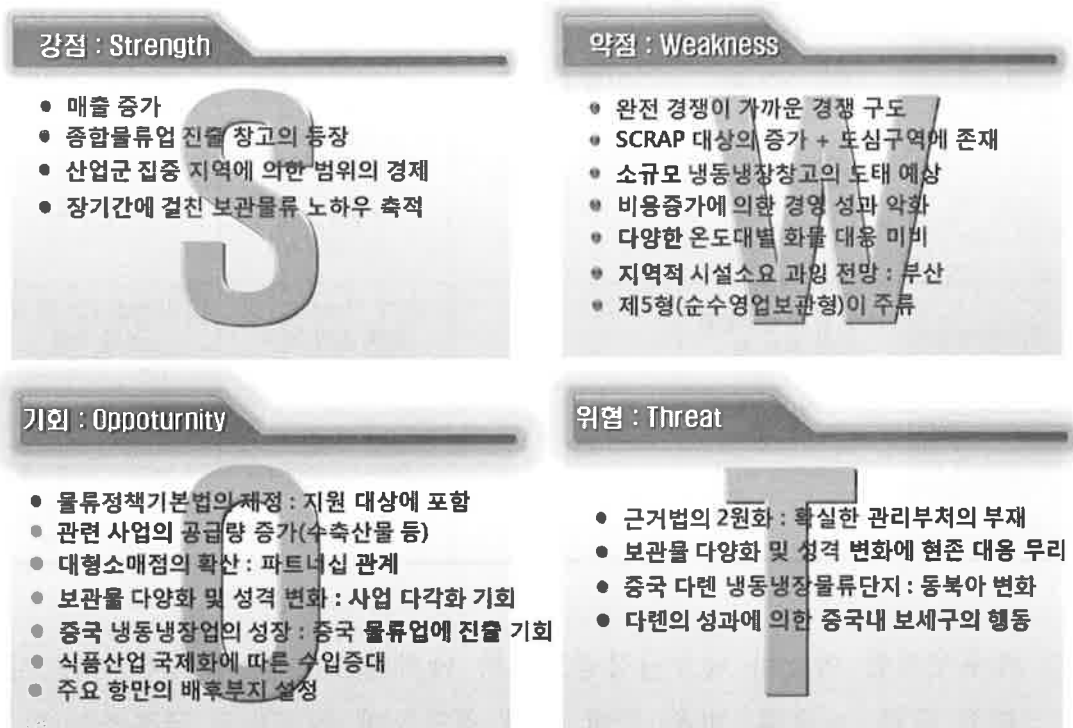 강점 : Strength
• 매출 증가
• 종합물류업 진출 창고의 등장
• 산업군 집중 지역에 의한 범위의 경제
• 장기간에 걸친 보관물류 노하우 축적
S
약점 : Weakness
• 완전 경쟁이 가까운 경쟁 구도
• SCRAP 대상의 증가 + 도심구역에 존재
• 소규모 냉동냉장창고의 도태 예상
• 비용증가에 의한 경영 성과 악화
• 다양한 온도대별 화물 대응 미비
• 지역적 시설소요 과잉 전망 : 부산
• 제5형(순수영업보관형)이 주류
W
기회 : Oppoturnity
• 물류정책기본법의 제정 : 지원 대상에 포함
• 관련 사업의 공급량 증가(수축산물 등)
• 대형소매점의 확산 : 파트너십 관계
• 보관물 다양화 및 성격 변화 : 사업 다각화 기회
• 중국 냉동냉장업의 성장 : 중국 물류업에 진출 기회
• 식품산업 국제화에 따른 수입증대
• 주요 항만의 배후부지 설정
O
위협 : Threat
• 근거법의 2원화 : 확실한 관리부처의 부재
• 보관물 다양화 및 성격 변화에 현존 대응 무리
• 중국 다렌 냉동냉장물류단지 : 동북아 변화
• 다렌의 성과에 의한 중국내 보세구의 행동
T